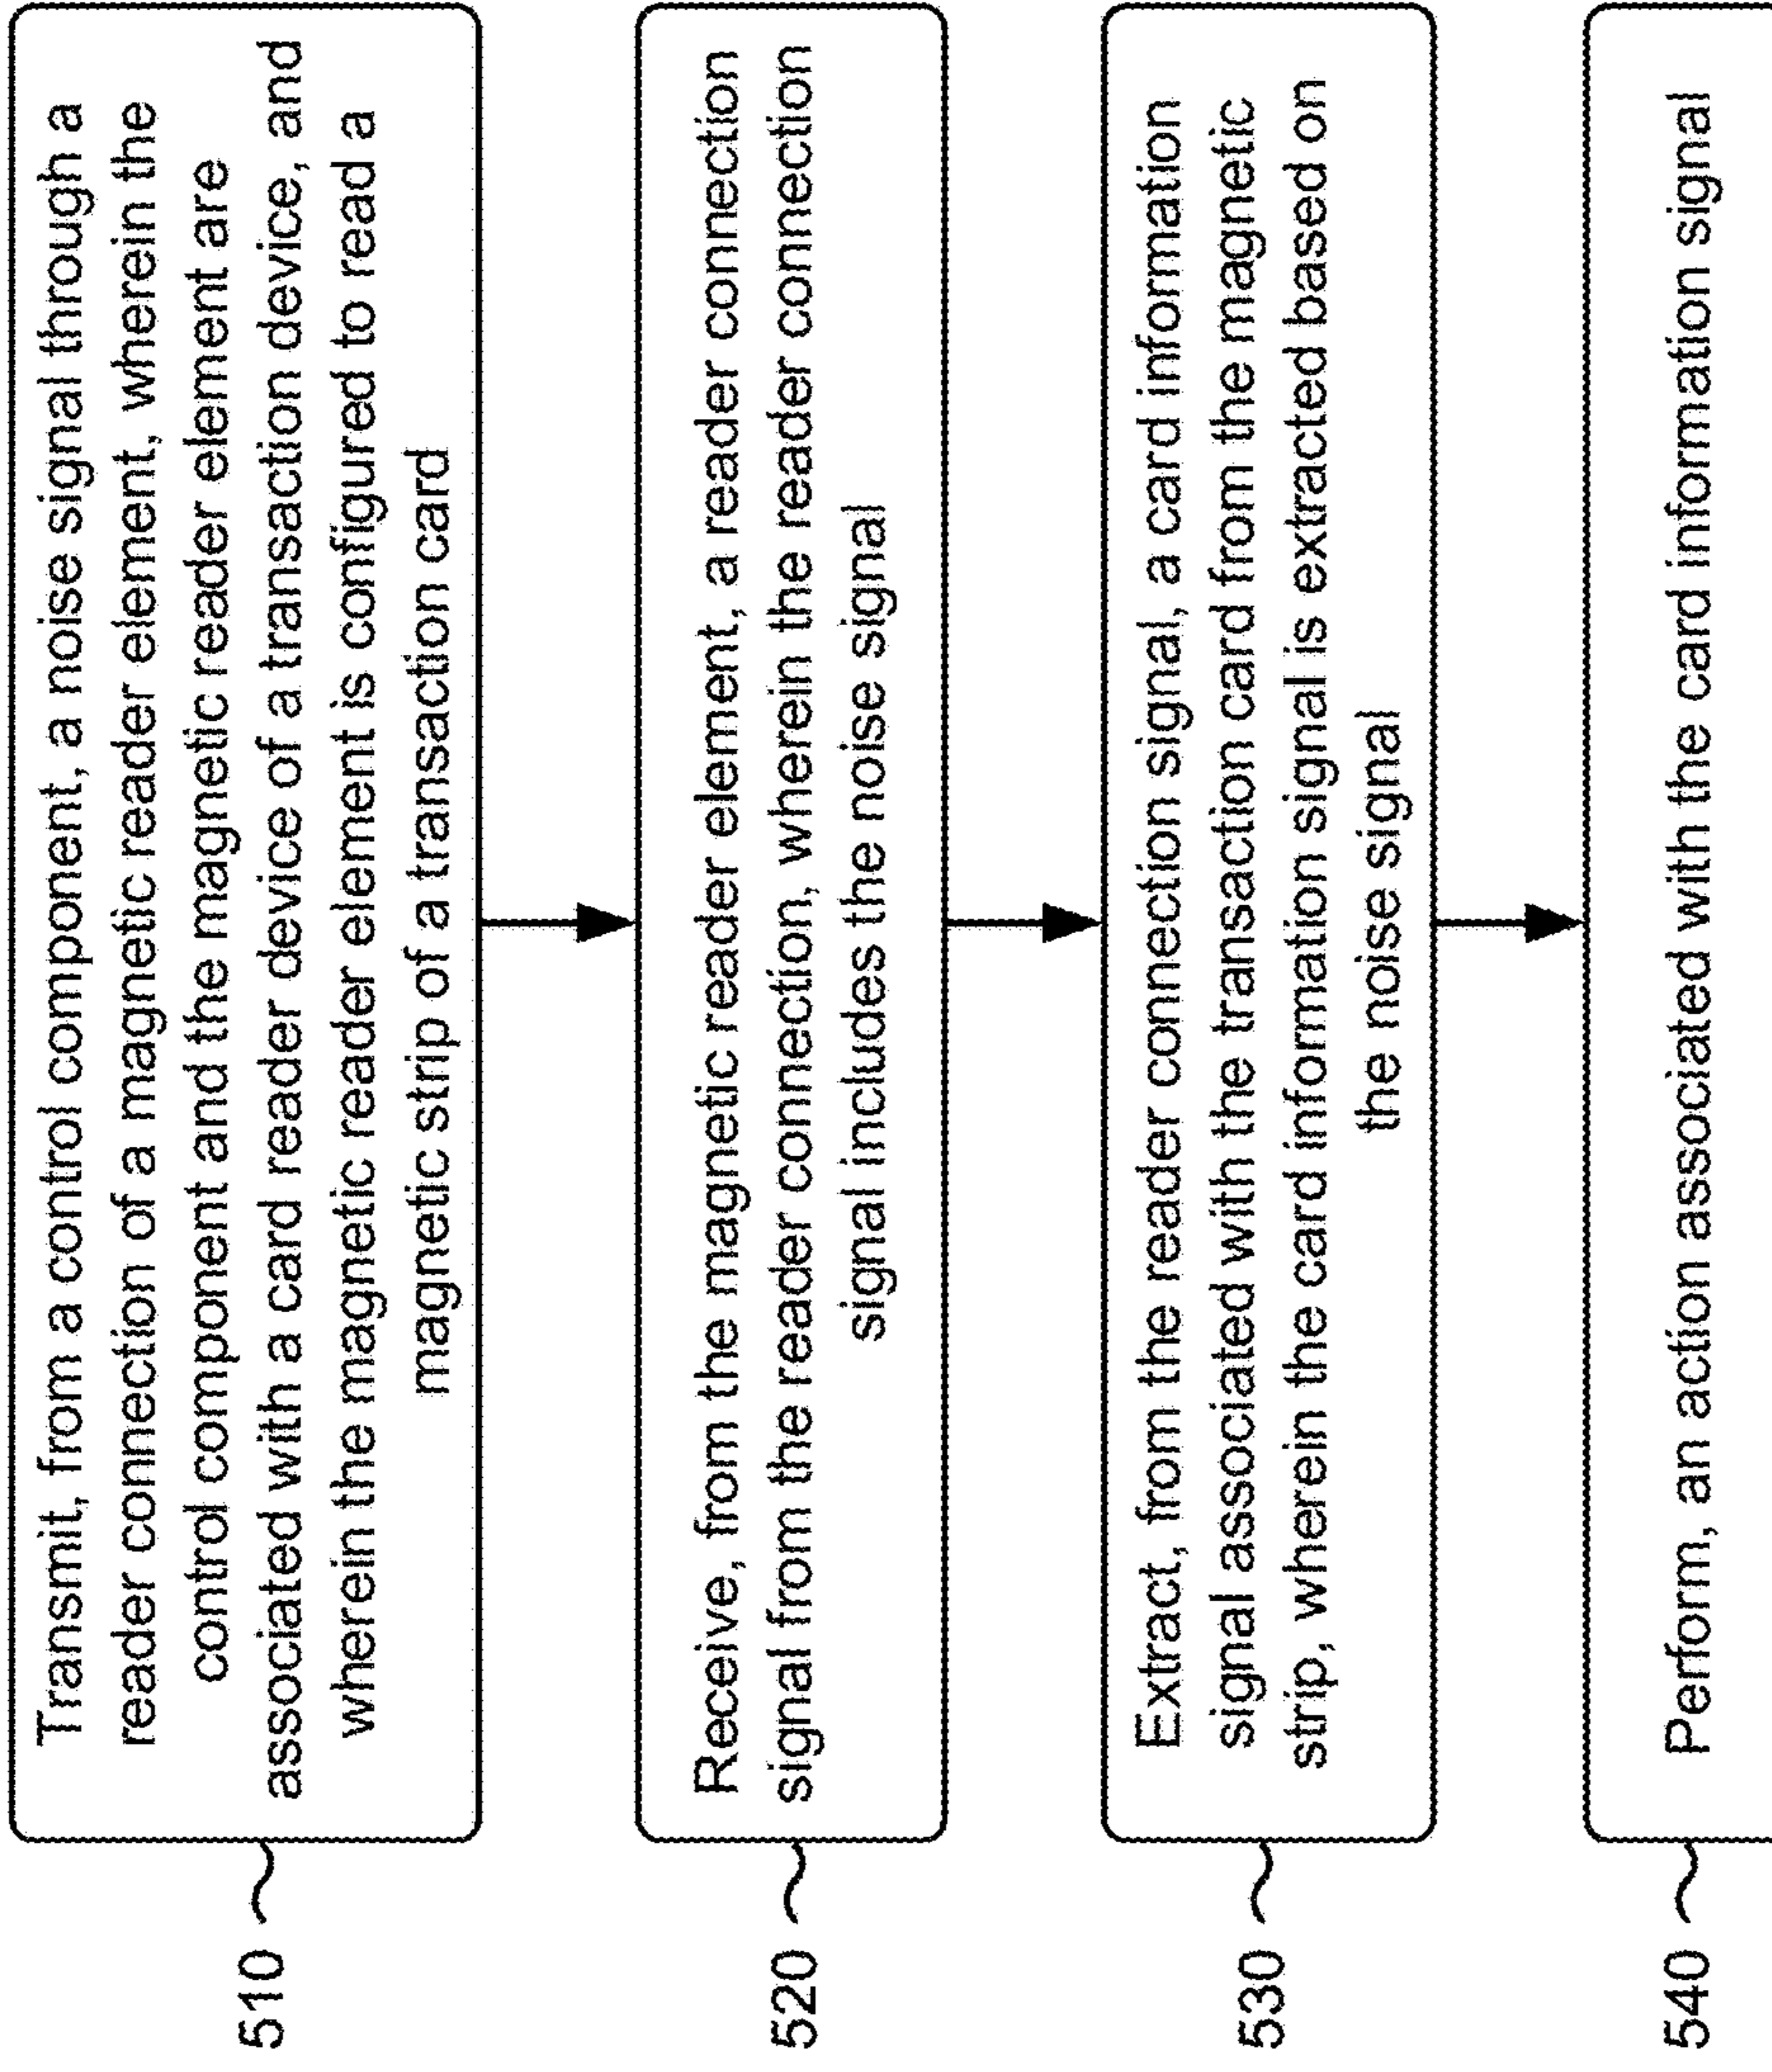 510
Transmit, from a control component, a noise signal through a
reader connection of a magnetic reader element, wherein the
control component and the magnetic reader element are
associated with a card reader device of a transaction device, and
wherein the magnetic reader element is configured to read a
magnetic strip of a transaction card
520
Receive, from the magnetic reader element, a reader connection
signal from the reader connection, wherein the reader connection
signal includes the noise signal
530
Extract, from the reader connection signal, a card information
signal associated with the transaction card from the magnetic
strip, wherein the card information signal is extracted based on
the noise signal
540
Perform, an action associated with the card information signal